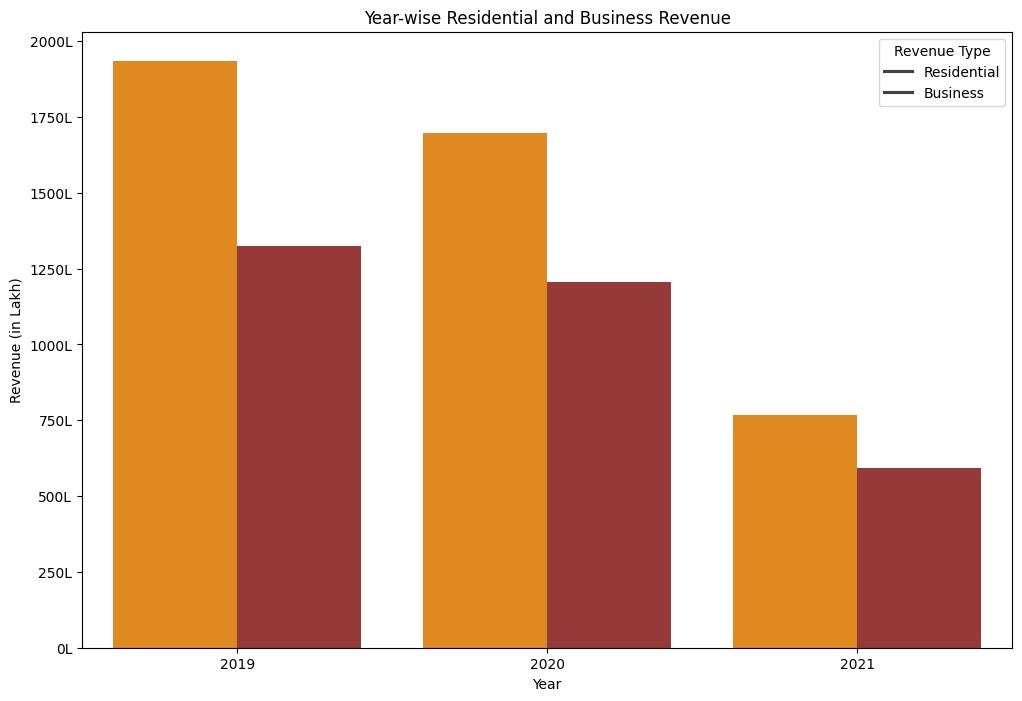 Year-wise Residential and Business Revenue
Revenue Type
Residential
Business
2000L
1750L
1500L
1250L
1000L
750L
500L
250L
0L
Revenue (in Lakh)
2019
2020
2021
Year